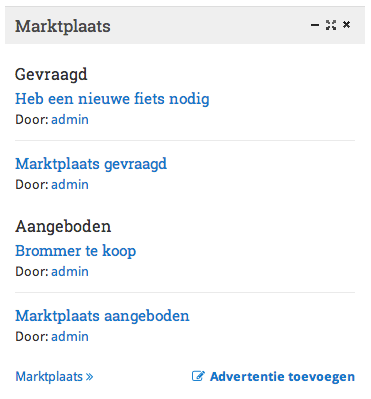 Marktplaats
Gevraagd
Heb een nieuwe fiets nodig
Door: admin
Marktplaats gevraagd
Door: admin
Aangeboden
Brommer te koop
Door: admin
Marktplaats aangeboden
Door: admin
Marktplaats » Advertentie toevoegen